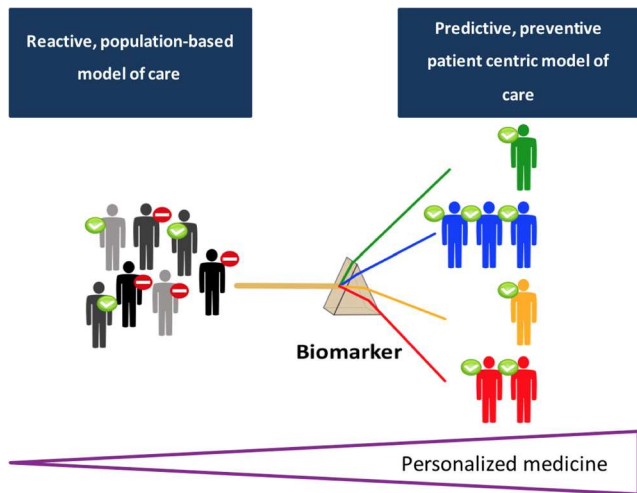 Reactive, population-based
model of care
Predictive, preventive
patient centric model of
care
Biomarker
Personalized medicine